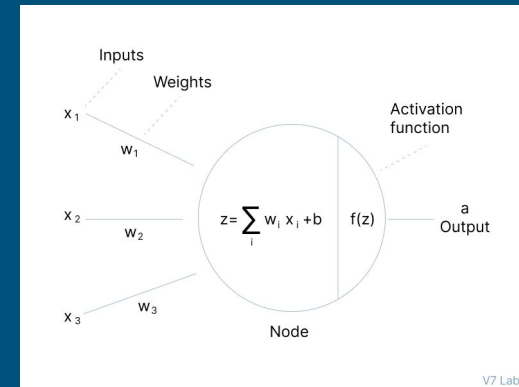 Inputs
Weights
Activation
function
x₁
w₁
x₂
w₂
x₃
w₃
z= ∑ᵢ wᵢ xᵢ +b
f(z)
a
Output
Node
V7 Lab